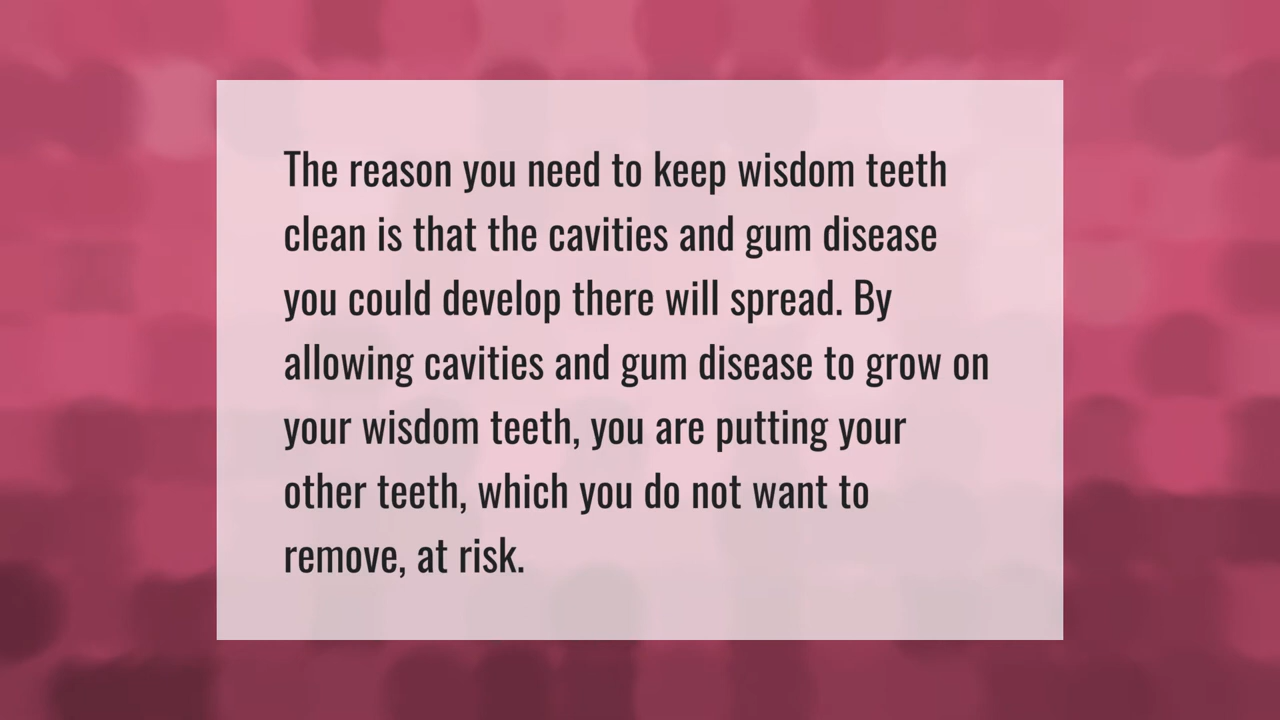 The reason you need to keep wisdom teeth
clean is that the cavities and gum disease
you could develop there will spread. By
allowing cavities and gum disease to grow on
your wisdom teeth, you are putting your
other teeth, which you do not want to
remove, at risk.